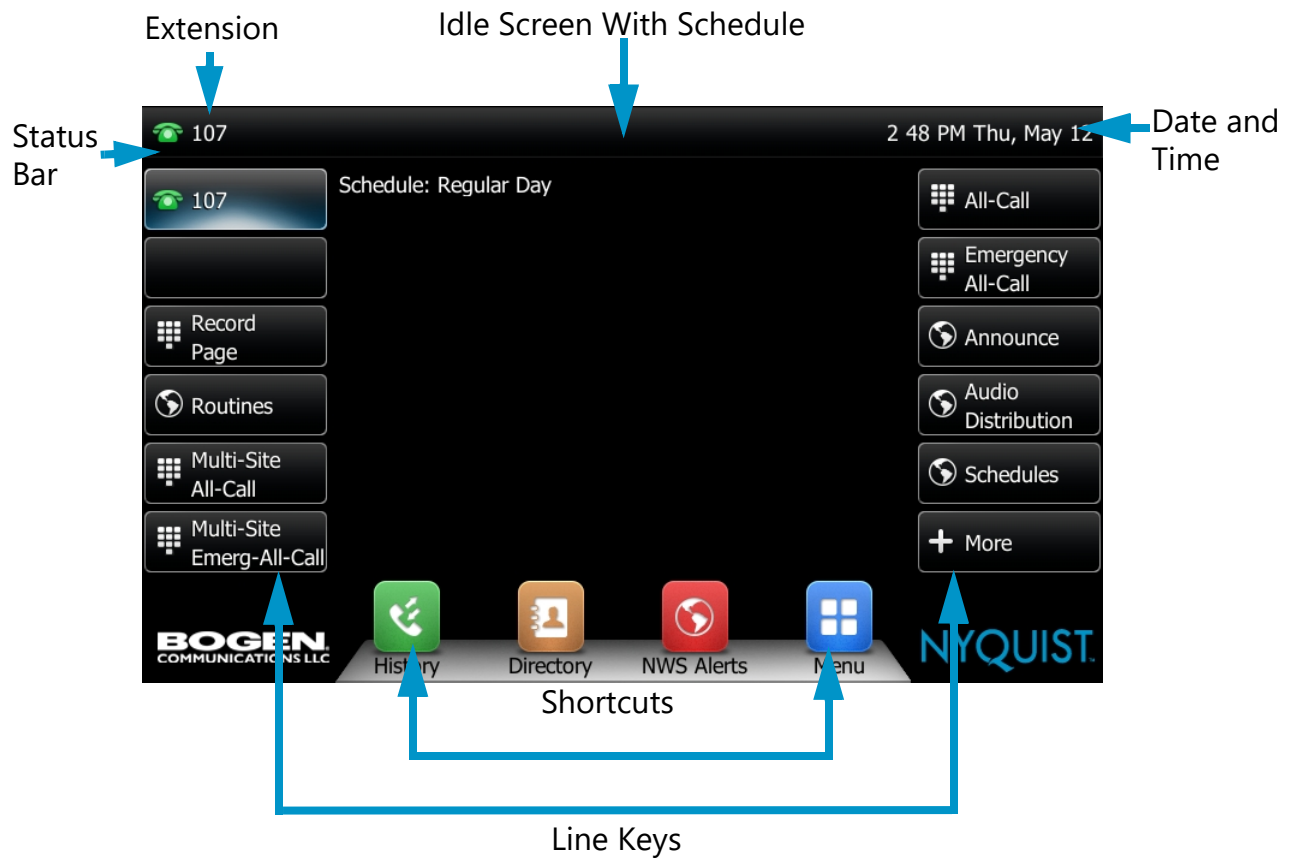 Extension
Idle Screen With Schedule
Status
Bar
Date and
Time
107
2 48 PM Thu, May 12
107
Schedule: Regular Day
Record
Page
Routines
Multi-Site
All-Call
Multi-Site
Emerg-All-Call
All-Call
Emergency
All-Call
Announce
Audio
Distribution
Schedules
More
BOGEN
COMMUNICATIONS LLC
History
Directory
NWS Alerts
Menu
NYQUIST
Shortcuts
Line Keys